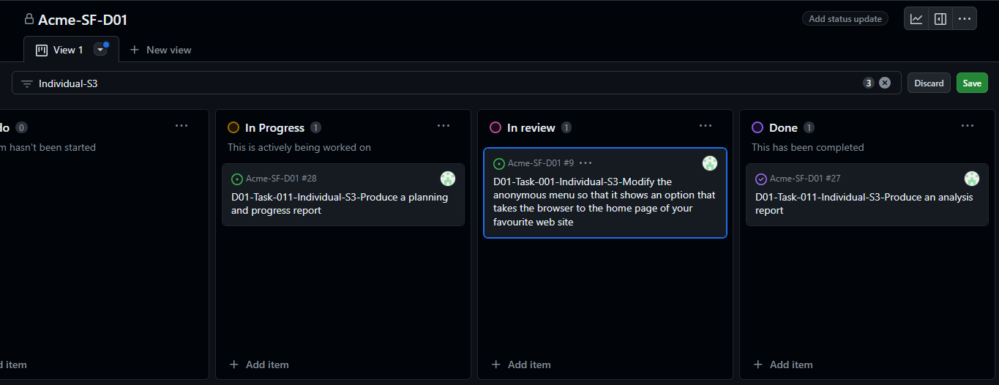 Acme-SF-D01
Add status update
View 1
New view
Individual-S3
3
Discard
Save
do 0
m hasn't been started
d item
In Progress 1
This is actively being worked on
Acme-SF-D01 #28
D01-Task-011-Individual-S3-Produce a planning
and progress report
Add item
In review 1
Acme-SF-D01 #9
D01-Task-001-Individual-S3-Modify the
anonymous menu so that it shows an option that
takes the browser to the home page of your
favourite web site
Add item
Done 1
This has been completed
Acme-SF-D01 #27
D01-Task-011-Individual-S3-Produce an analysis
report
Add item